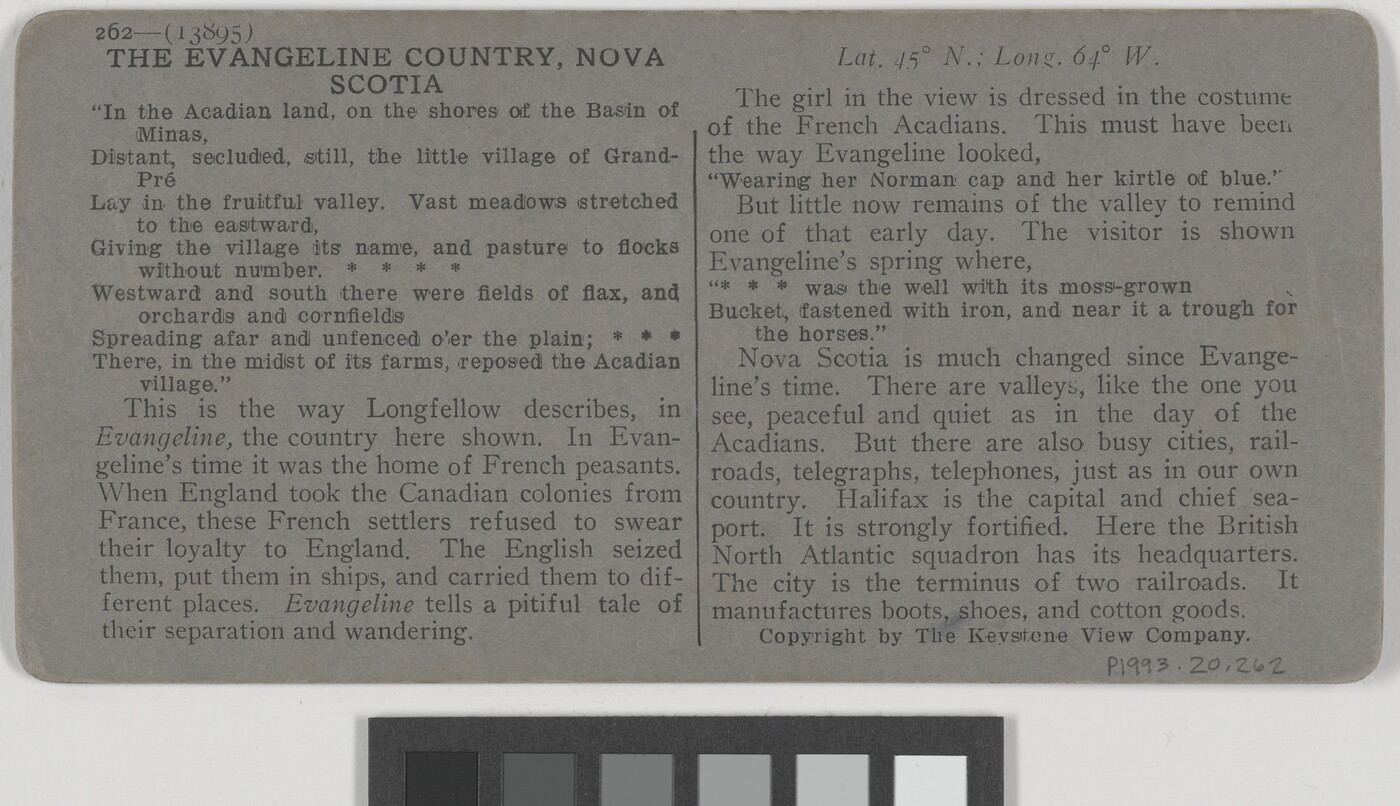 262—(13895)
THE EVANGELINE COUNTRY, NOVA
SCOTIA
“In the Acadian land, on the shores of the Basin of
Minas,
Distant, secluded, still, the little village of Grand-
Pré
Lay in the fruitful valley. Vast meadows stretched
to the eastward,
Giving the village its name, and pasture to flocks
without number. * * * *
Westward and south there were fields of flax, and
orchards and cornfields
Spreading afar and unfenced o’er the plain; * * *
There, in the midst of its farms, reposed the Acadian
village.”
This is the way Longfellow describes, in
Evangeline, the country here shown. In Evan-
geline’s time it was the home of French peasants.
When England took the Canadian colonies from
France, these French settlers refused to swear
their loyalty to England. The English seized
them, put them in ships, and carried them to dif-
ferent places. Evangeline tells a pitiful tale of
their separation and wandering.
Lat. 45° N.; Long. 64° W.
The girl in the view is dressed in the costume
of the French Acadians. This must have been
the way Evangeline looked,
“Wearing her Norman cap and her kirtle of blue.”
But little now remains of the valley to remind
one of that early day. The visitor is shown
Evangeline’s spring where,
“* * * was the well with its moss-grown
Bucket, fastened with iron, and near it a trough for
the horses.”
Nova Scotia is much changed since Evange-
line’s time. There are valleys, like the one you
see, peaceful and quiet as in the day of the
Acadians. But there are also busy cities, rail-
roads, telegraphs, telephones, just as in our own
country. Halifax is the capital and chief sea-
port. It is strongly fortified. Here the British
North Atlantic squadron has its headquarters.
The city is the terminus of two railroads. It
manufactures boots, shoes, and cotton goods.
Copyright by The Keystone View Company.
P1993.20.262